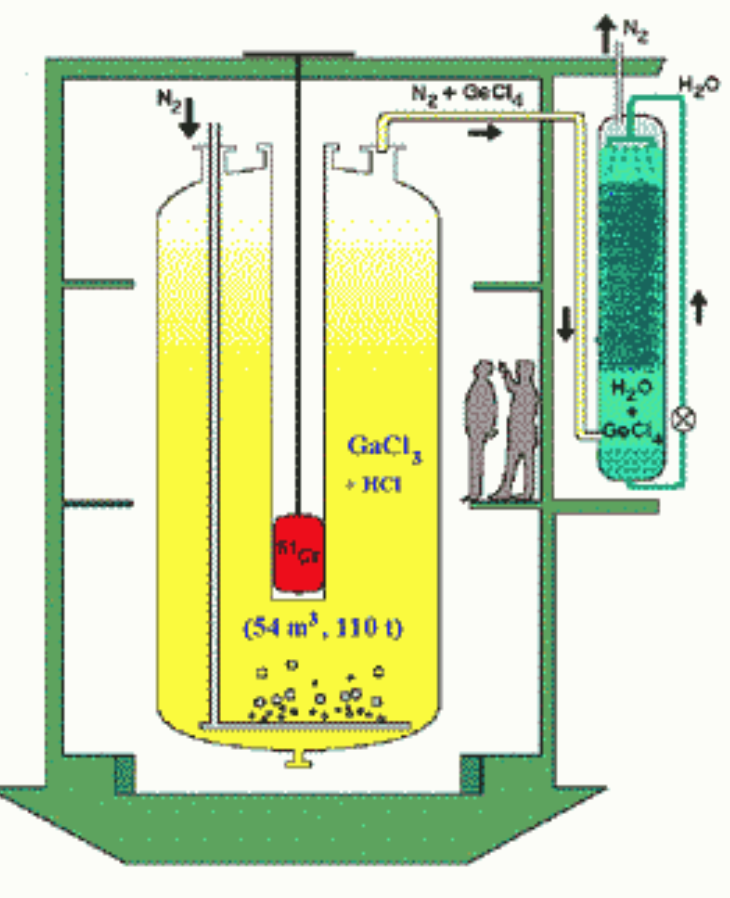 N₂
N₂
N₂ + GeCl₄
H₂O
H₂O
+
GeCl₄
GaCl₃
+ HCl
⁵¹Cr
(54 m³, 110 t)